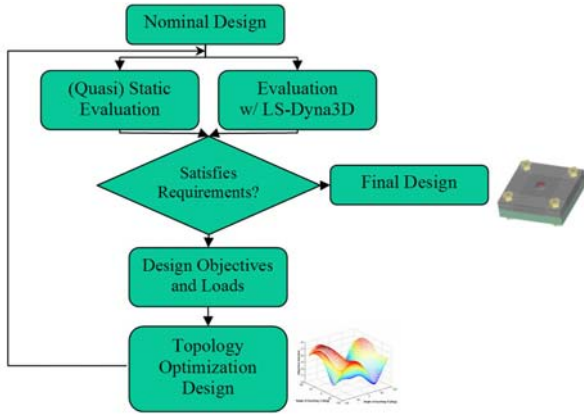 Nominal Design
(Quasi) Static
Evaluation
Evaluation
w/ LS-Dyna3D
Satisfies
Requirements?
Final Design
Design Objectives
and Loads
Topology
Optimization
Design